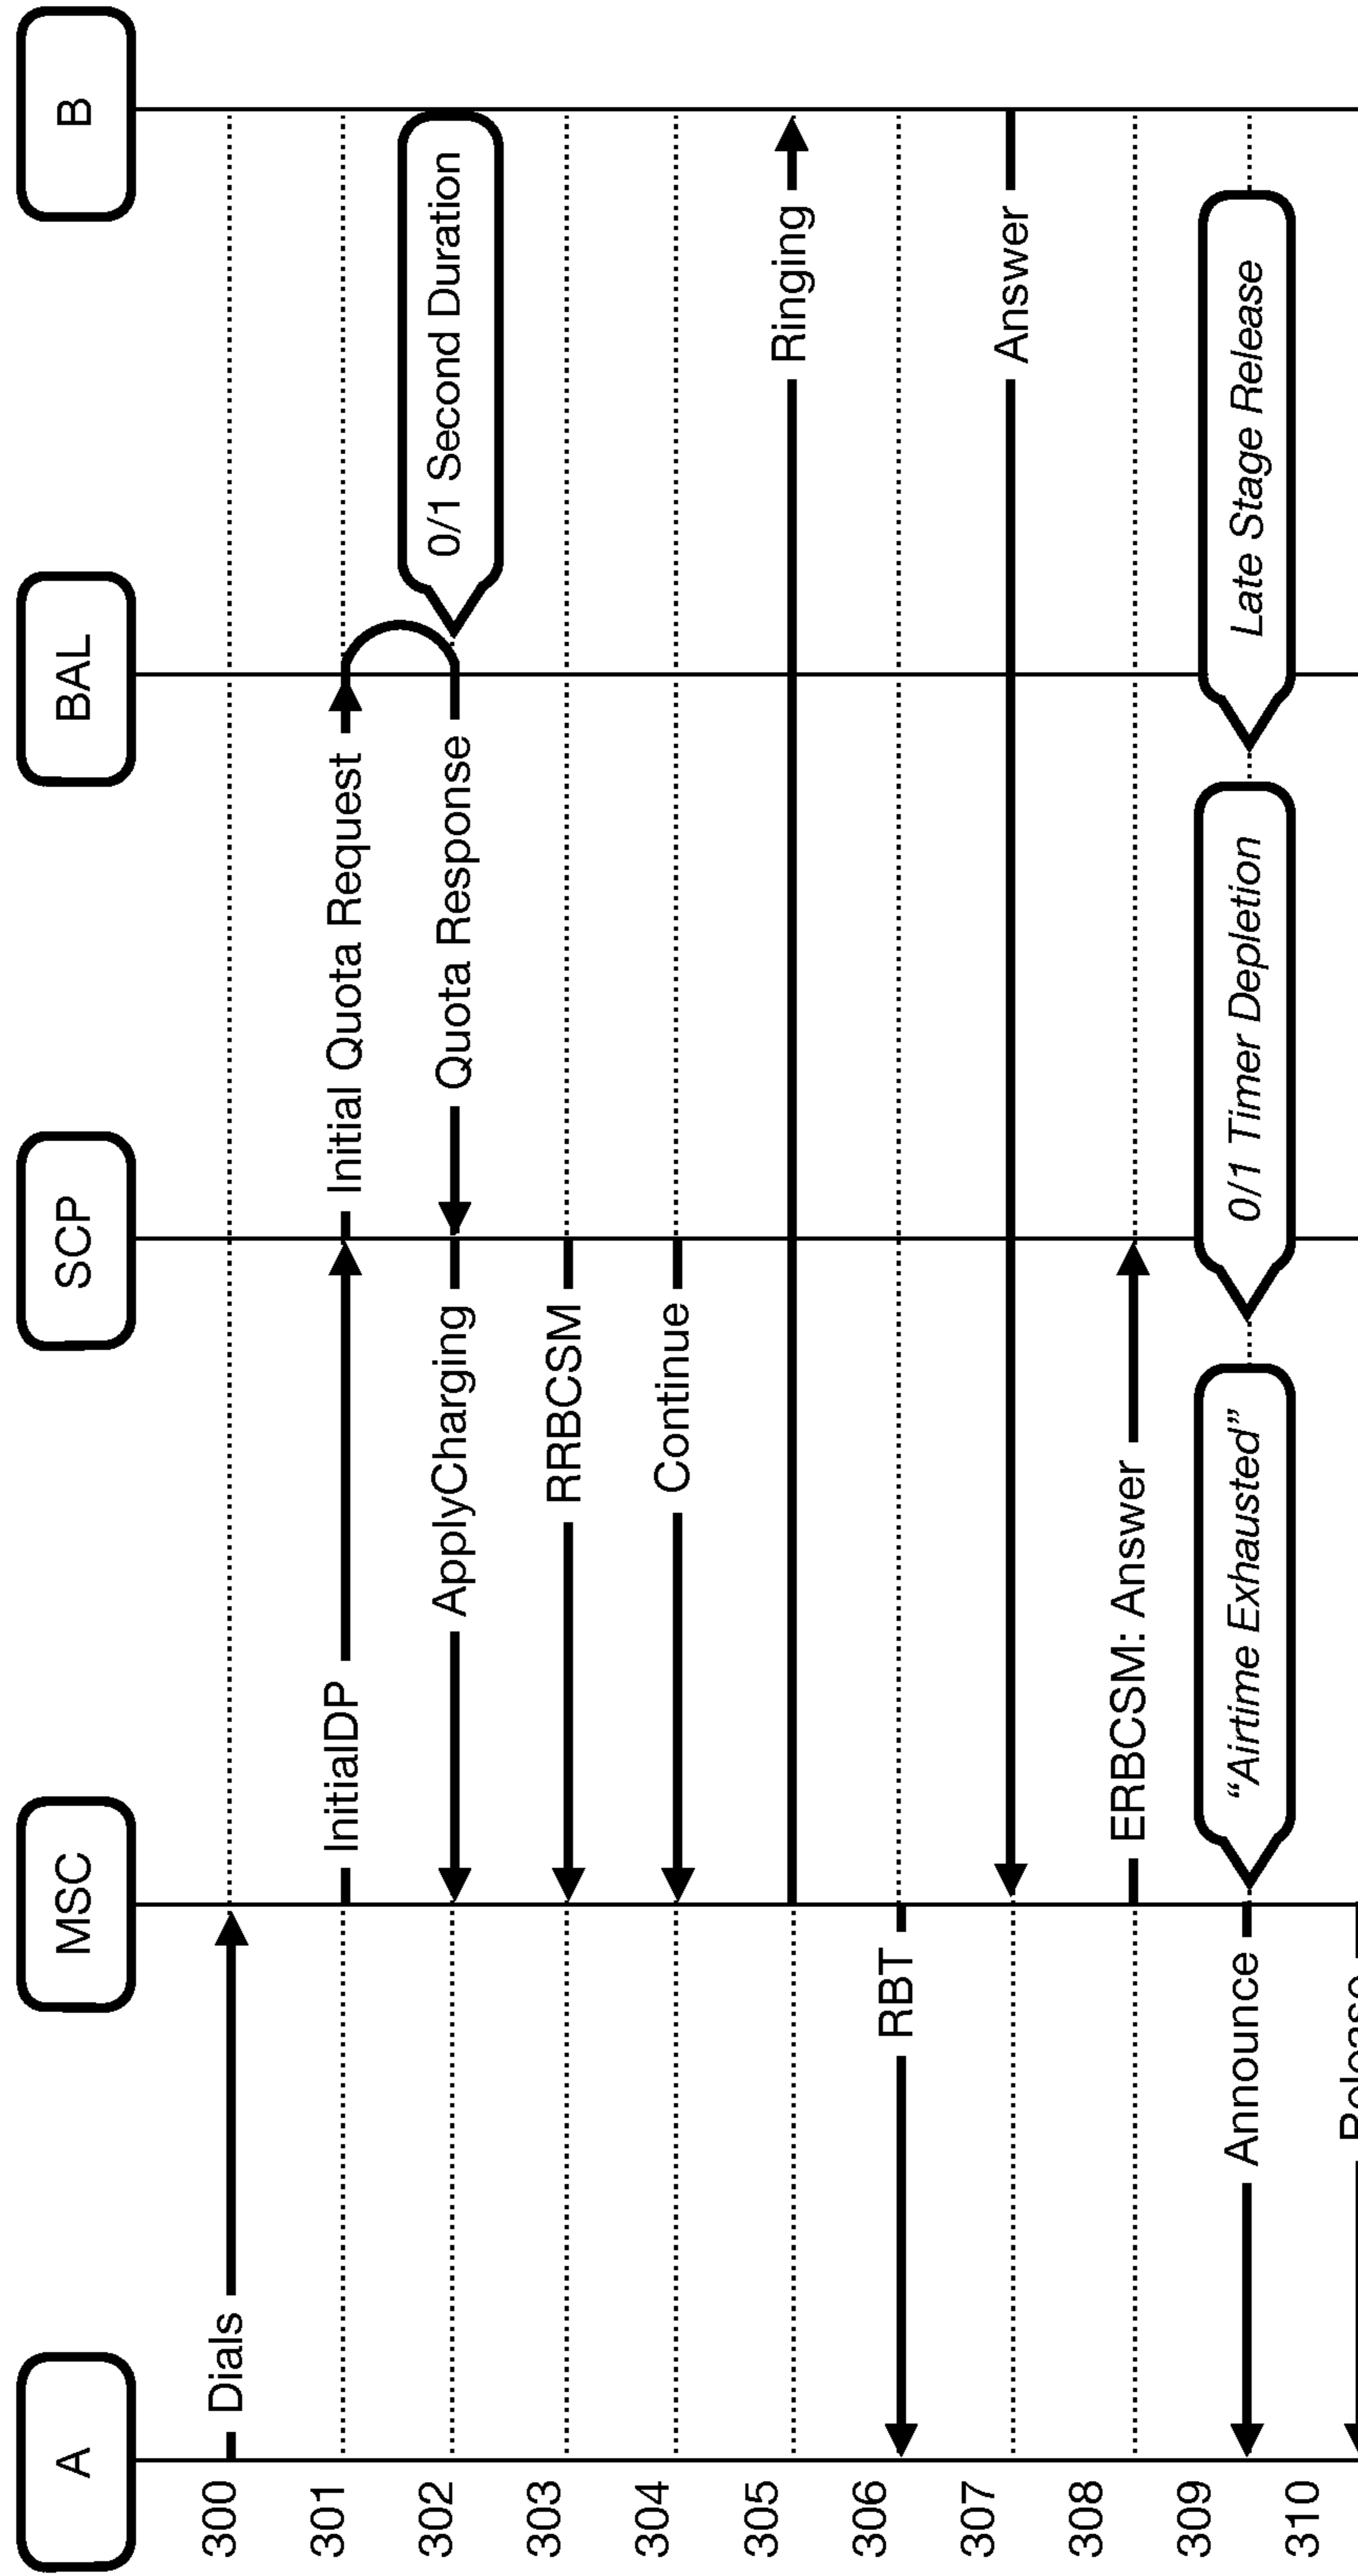 A
MSC
SCP
BAL
B
300
Dials
301
InitialDP
Initial Quota Request
302
ApplyCharging
Quota Response
0/1 Second Duration
303
RRBCSM
304
Continue
305
Ringing
306
RBT
307
Answer
308
ERBCSM: Answer
309
Announce
“Airtime Exhausted”
0/1 Timer Depletion
Late Stage Release
310
Release